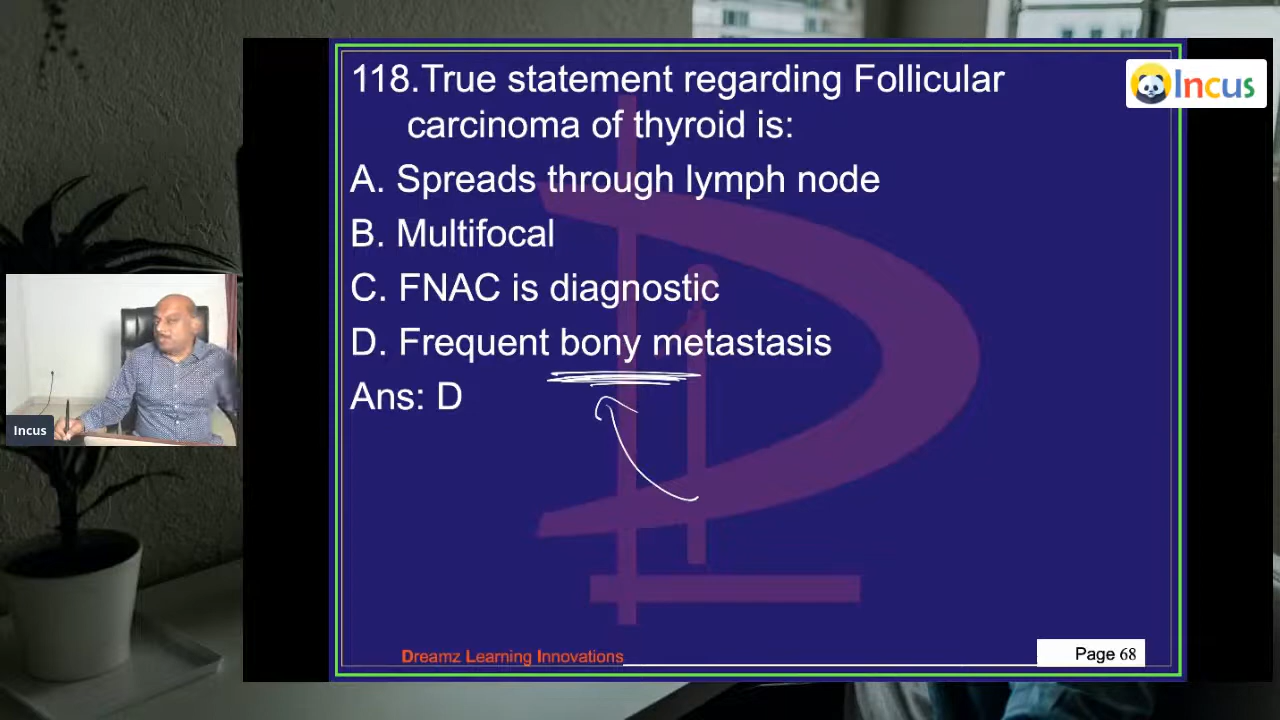 118.True statement regarding Follicular
carcinoma of thyroid is:
A. Spreads through lymph node
B. Multifocal
C. FNAC is diagnostic
D. Frequent bony metastasis
Ans: D
Incus
Incus
Dreamz Learning Innovations
Page 68